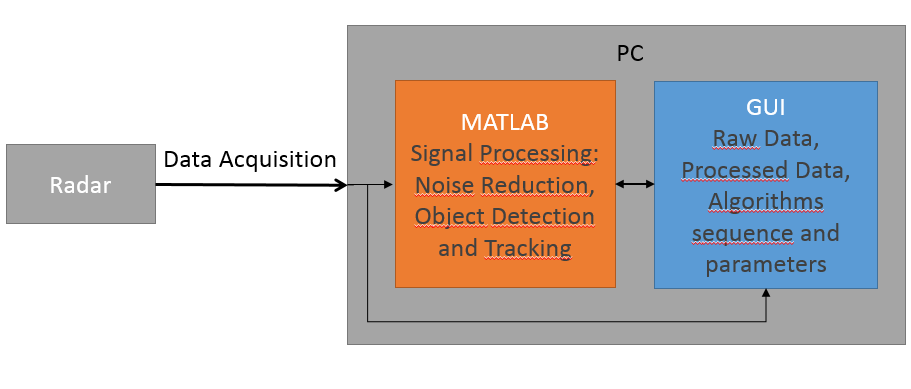 PC
Radar
Data Acquisition
MATLAB
Signal Processing:
Noise Reduction,
Object Detection
and Tracking
GUI
Raw Data,
Processed Data,
Algorithms
sequence and
parameters